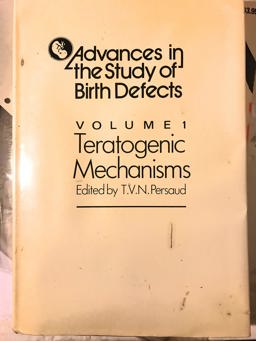 Advances in
the Study of
Birth Defects
VOLUME 1
Teratogenic
Mechanisms
Edited by T.V.N. Persaud